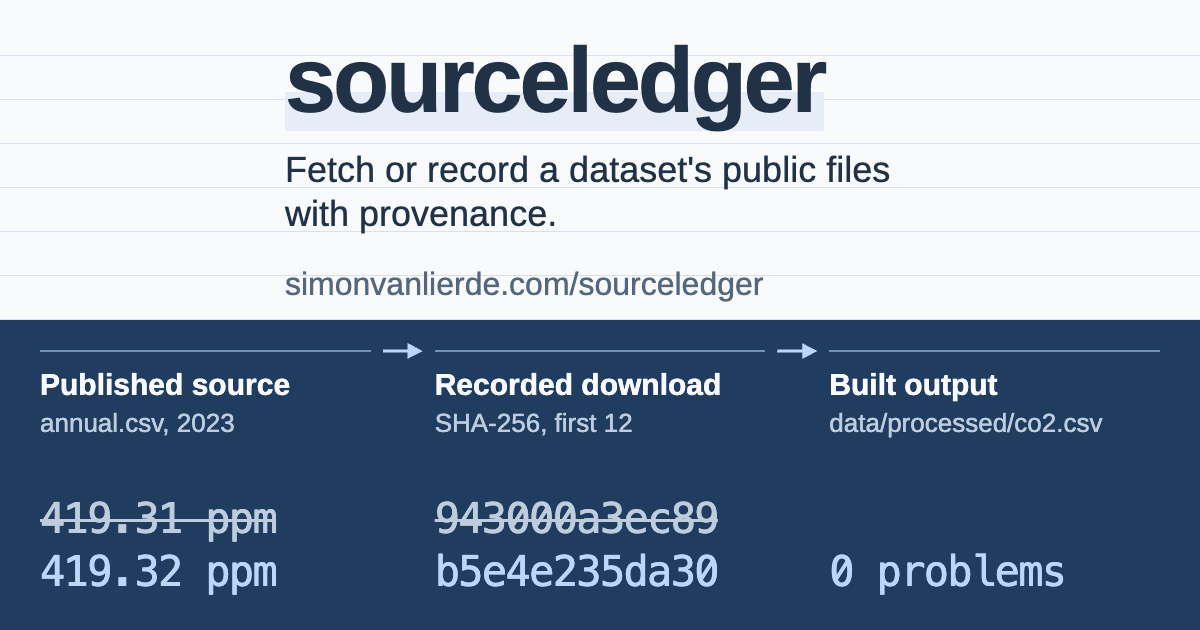 sourceledger
Fetch or record a dataset's public files
with provenance.
simonvanlierde.com/sourceledger
Published source
annual.csv, 2023
419.31 ppm
419.32 ppm
Recorded download
SHA-256, first 12
943000a3ec89
b5e4e235da30
Built output
data/processed/co2.csv
0 problems